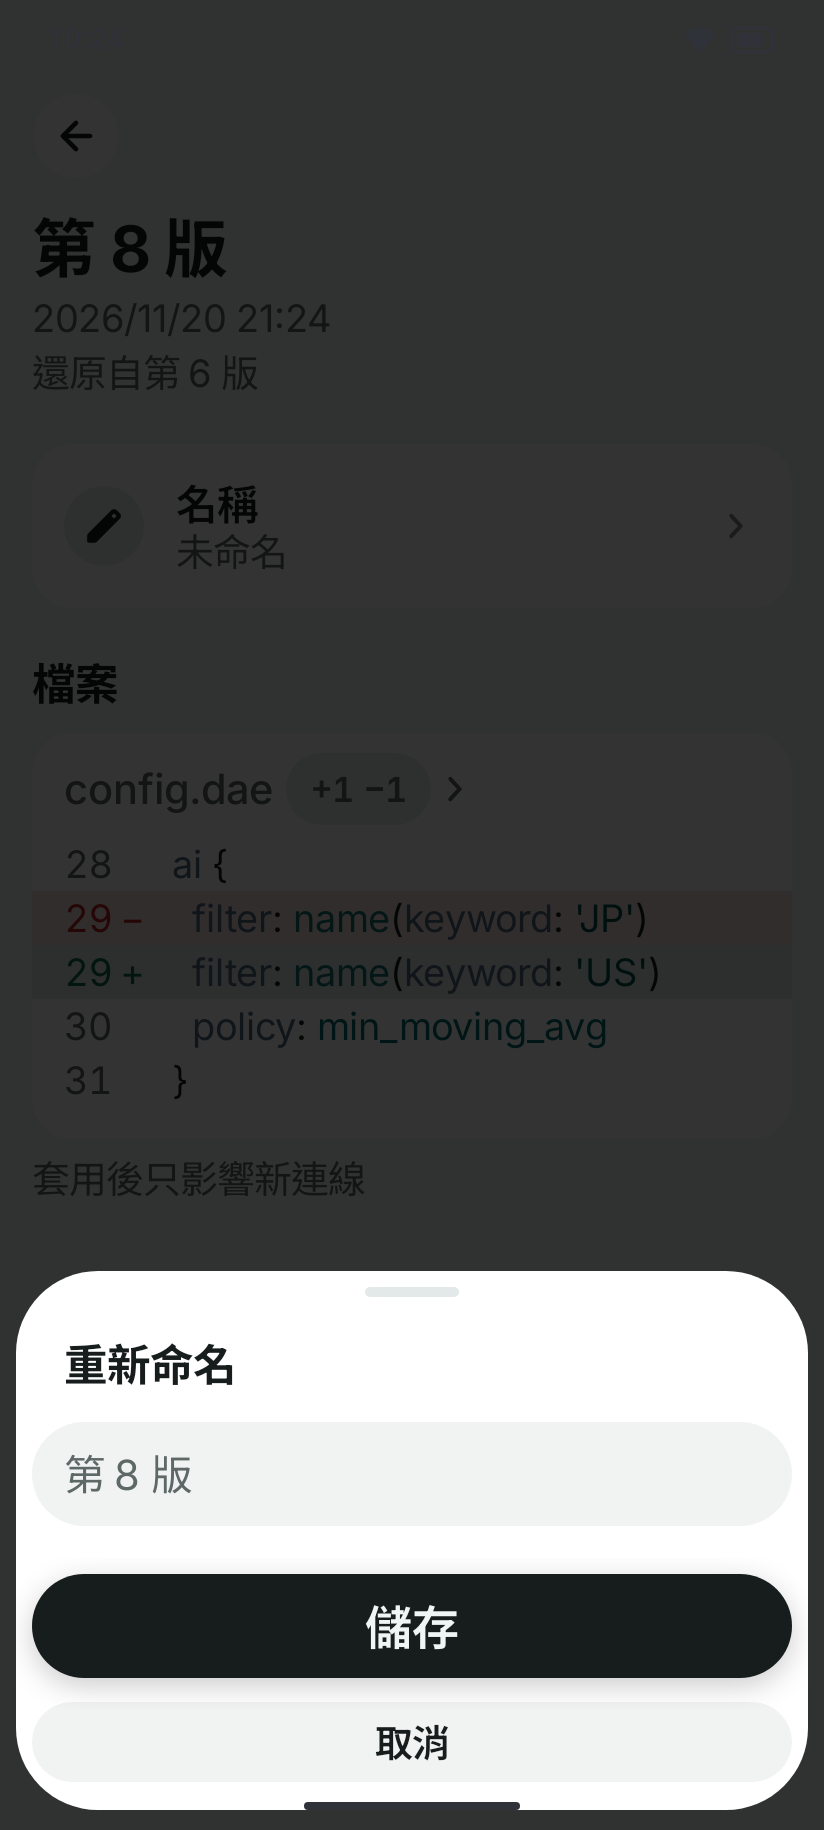 第 8 版
2026/11/20 21:24
還原自第 6 版
名稱
未命名
檔案
config.dae +1 −1
28 ai {
29 − filter: name(keyword: 'JP')
29 + filter: name(keyword: 'US')
30 policy: min_moving_avg
31 }
套用後只影響新連線
重新命名
第 8 版
儲存
取消